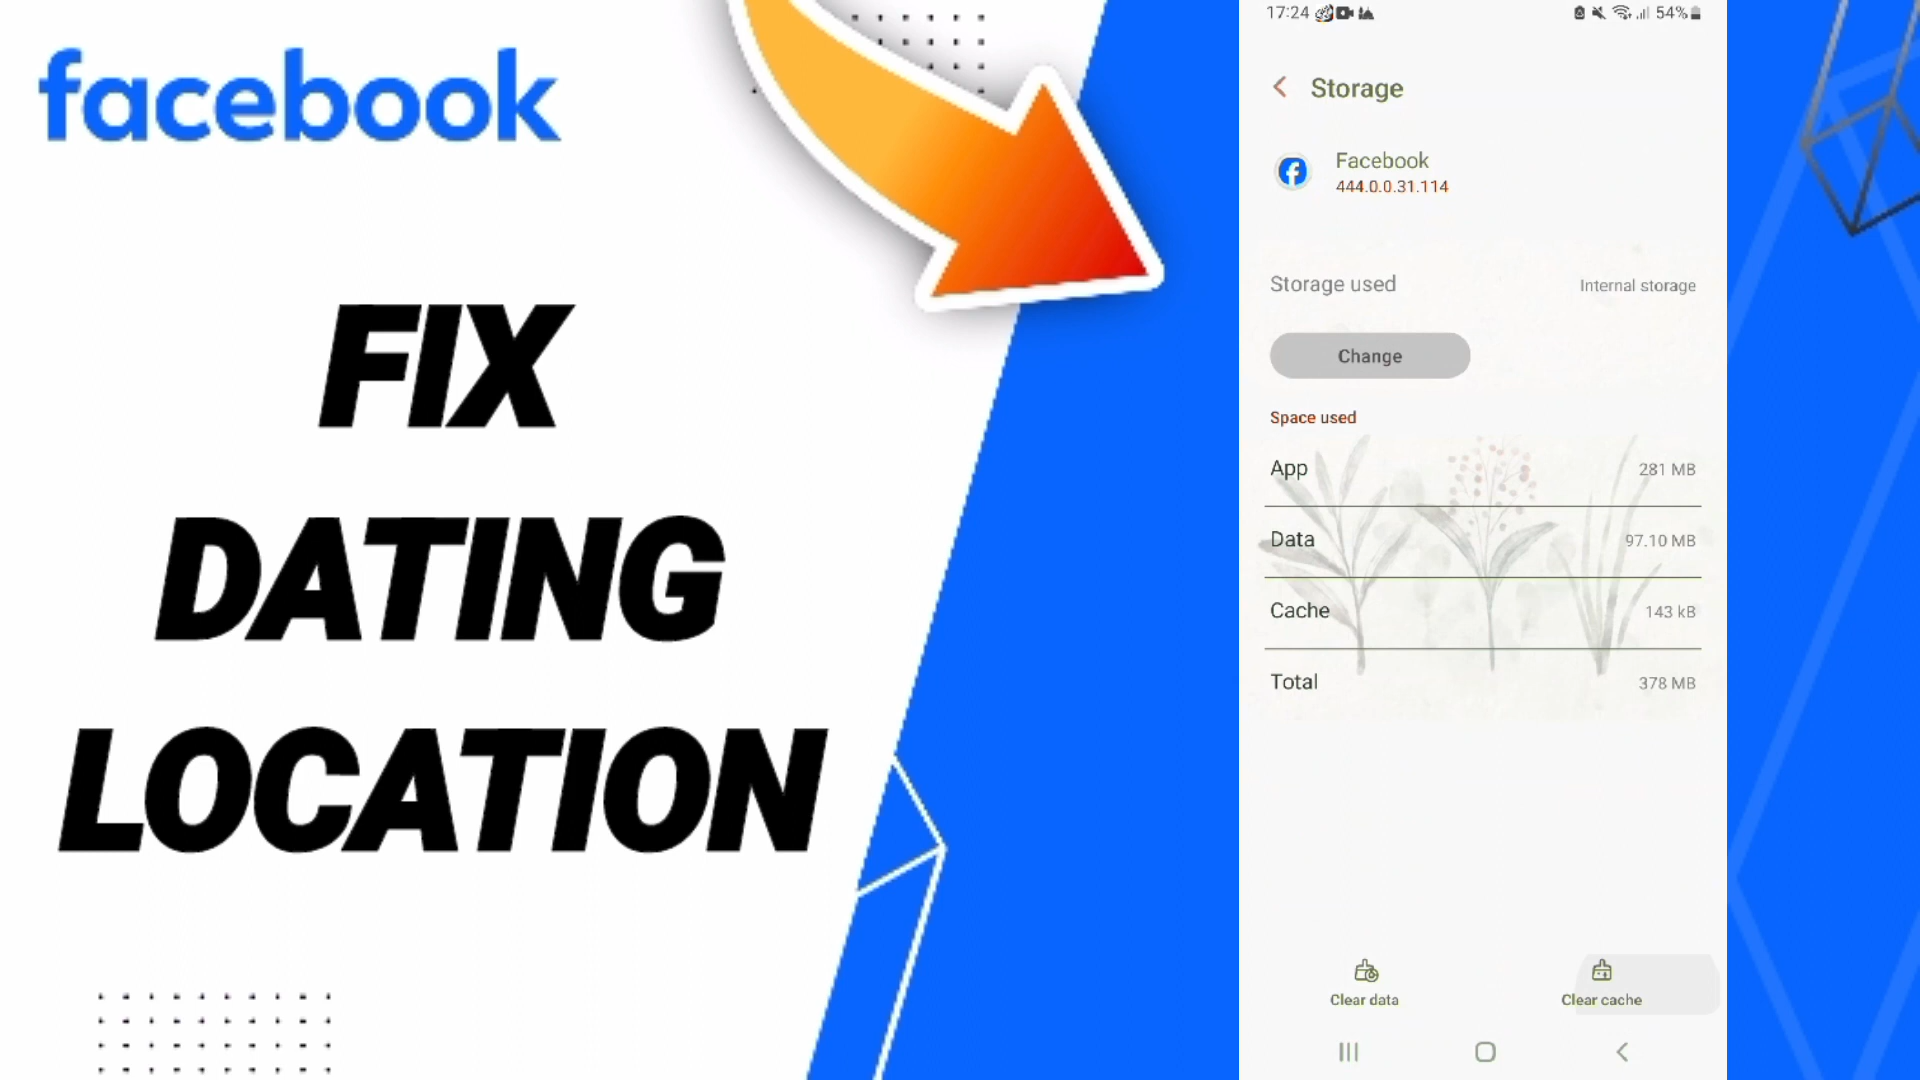 facebook
FIX
DATING
LOCATION
17:24
54%
Storage
Facebook
444.0.0.31.114
Storage used
Internal storage
Change
Space used
App
281 MB
Data
97.10 MB
Cache
143 kB
Total
378 MB
Clear data
Clear cache